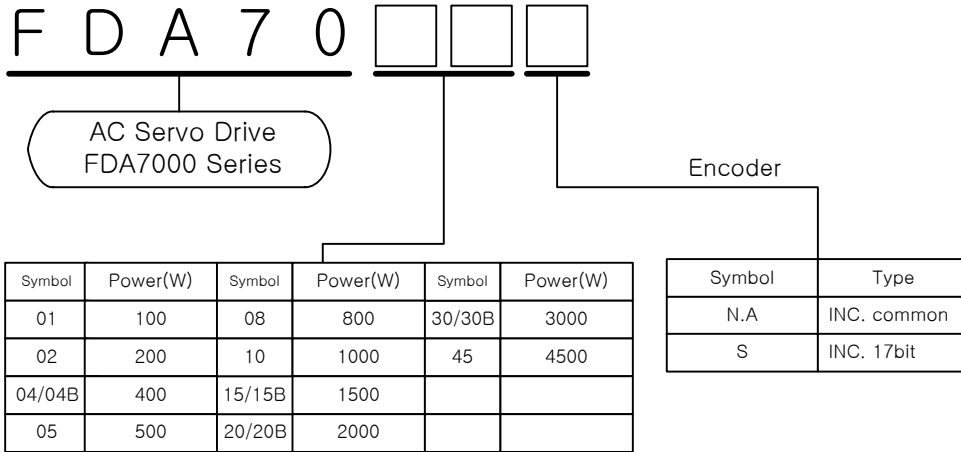 F D A 7 0
AC Servo Drive
FDA7000 Series
Encoder
Symbol Power(W) Symbol Power(W) Symbol Power(W)
01 100 08 800 30/30B 3000
02 200 10 1000 45 4500
04/04B 400 15/15B 1500
05 500 20/20B 2000
Symbol Type
N.A INC. common
S INC. 17bit